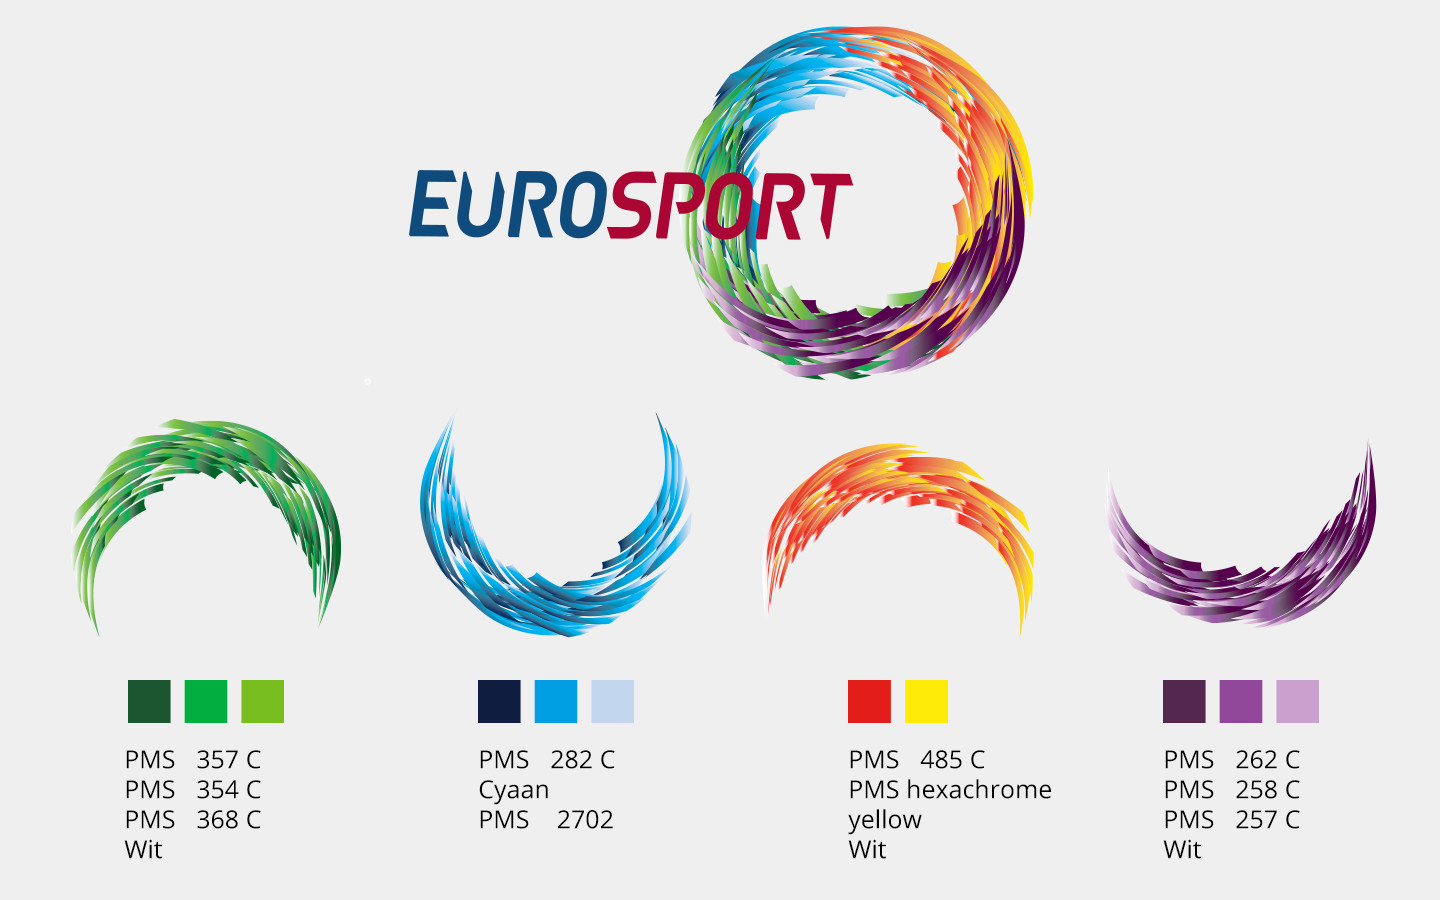 EUROSPORT
PMS 357 C
PMS 354 C
PMS 368 C
Wit
PMS 282 C
Cyaan
PMS 2702
PMS 485 C
PMS hexachrome
yellow
Wit
PMS 262 C
PMS 258 C
PMS 257 C
Wit